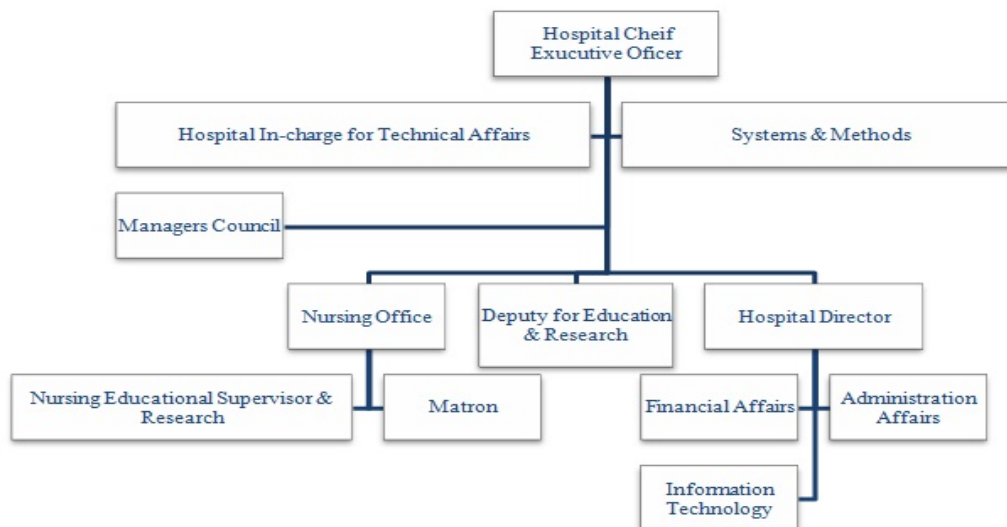 Hospital Cheif
Exucutive Oficer
Hospital In-charge for Technical Affairs
Systems & Methods
Managers Council
Nursing Office
Deputy for Education
& Research
Hospital Director
Nursing Educational Supervisor &
Research
Matron
Financial Affairs
Administration
Affairs
Information
Technology